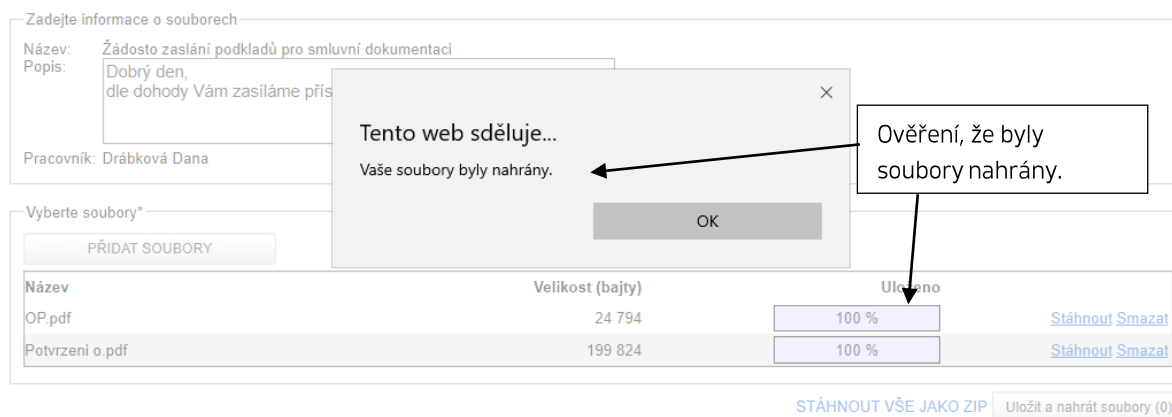 Zadejte informace o souborech
Název: Žádosto zaslání podkladů pro smluvní dokumentaci
Popis: Dobrý den,
dle dohody Vám zasíláme přís
Pracovník: Drábková Dana
Tento web sděluje...
Vaše soubory byly nahrány.
OK
Ověření, že byly
soubory nahrány.
Vyberte soubory*
PŘIDAT SOUBORY
Název Velikost (bajty) Uloženo
OP.pdf 24 794 100 % Stáhnout Smazat
Potvrzeni o.pdf 199 824 100 % Stáhnout Smazat
STÁHNOUT VŠE JAKO ZIP Uložit a nahrát soubory (0)